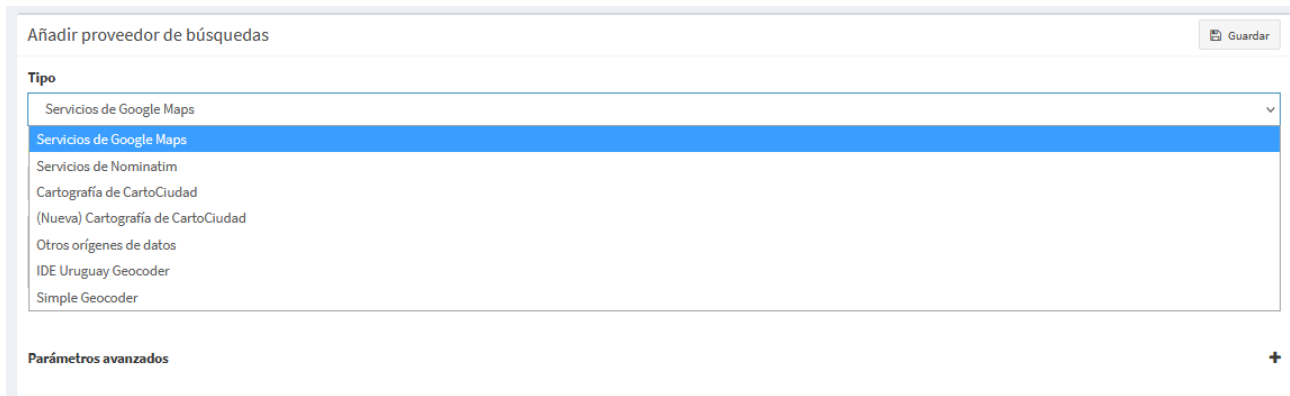 Añadir proveedor de búsquedas
Guardar
Tipo
Servicios de Google Maps
Servicios de Google Maps
Servicios de Nominatim
Cartografía de CartoCiudad
(Nueva) Cartografía de CartoCiudad
Otros orígenes de datos
IDE Uruguay Geocoder
Simple Geocoder
Parámetros avanzados